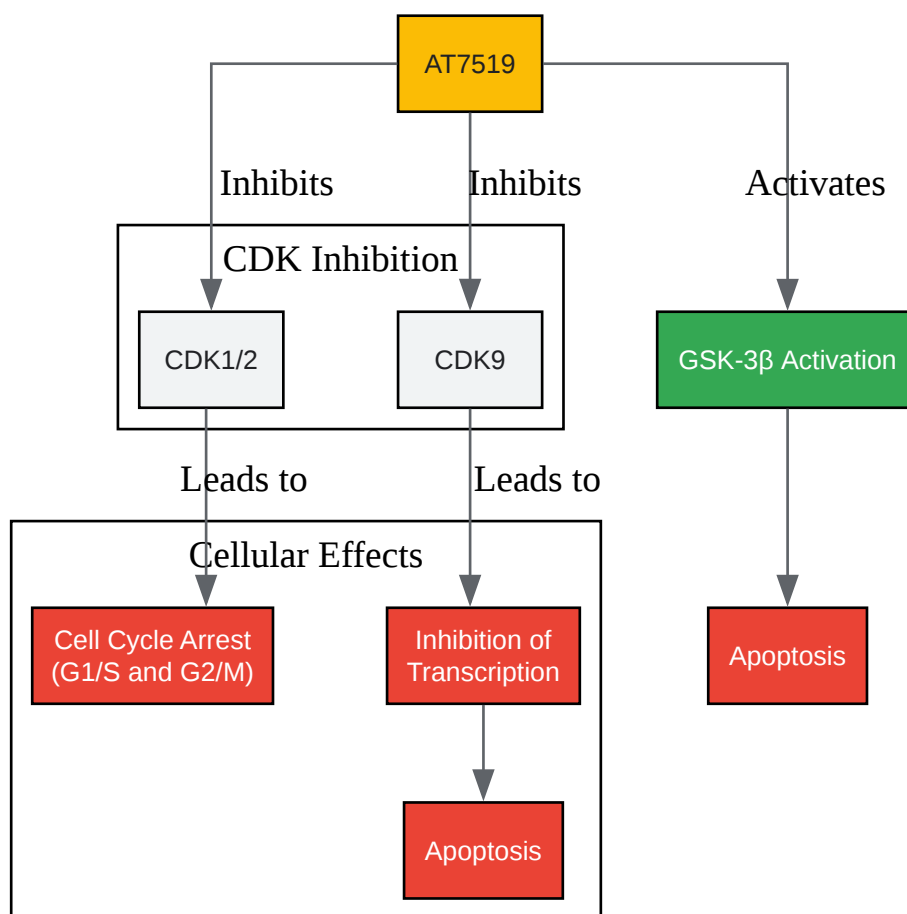 AT7519
Inhibits
Inhibits
Activates
CDK Inhibition
CDK1/2
CDK9
GSK-3β Activation
Leads to
Leads to
Cellular Effects
Cell Cycle Arrest
(G1/S and G2/M)
Inhibition of
Transcription
Apoptosis
Apoptosis